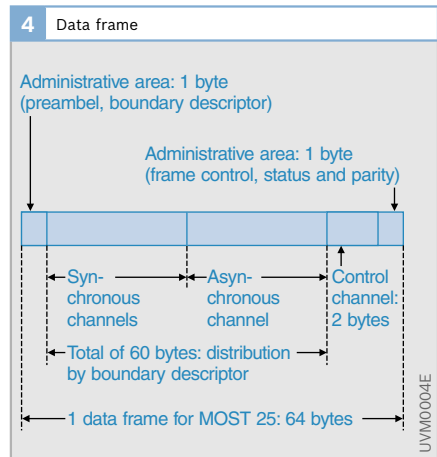 4 Data frame
Administrative area: 1 byte
(preambel, boundary descriptor)
Administrative area: 1 byte
(frame control, status and parity)
Syn-
chronous
channels
Asyn-
chronous
channel
Control
channel:
2 bytes
Total of 60 bytes: distribution
by boundary descriptor
1 data frame for MOST 25: 64 bytes
UVM0004E